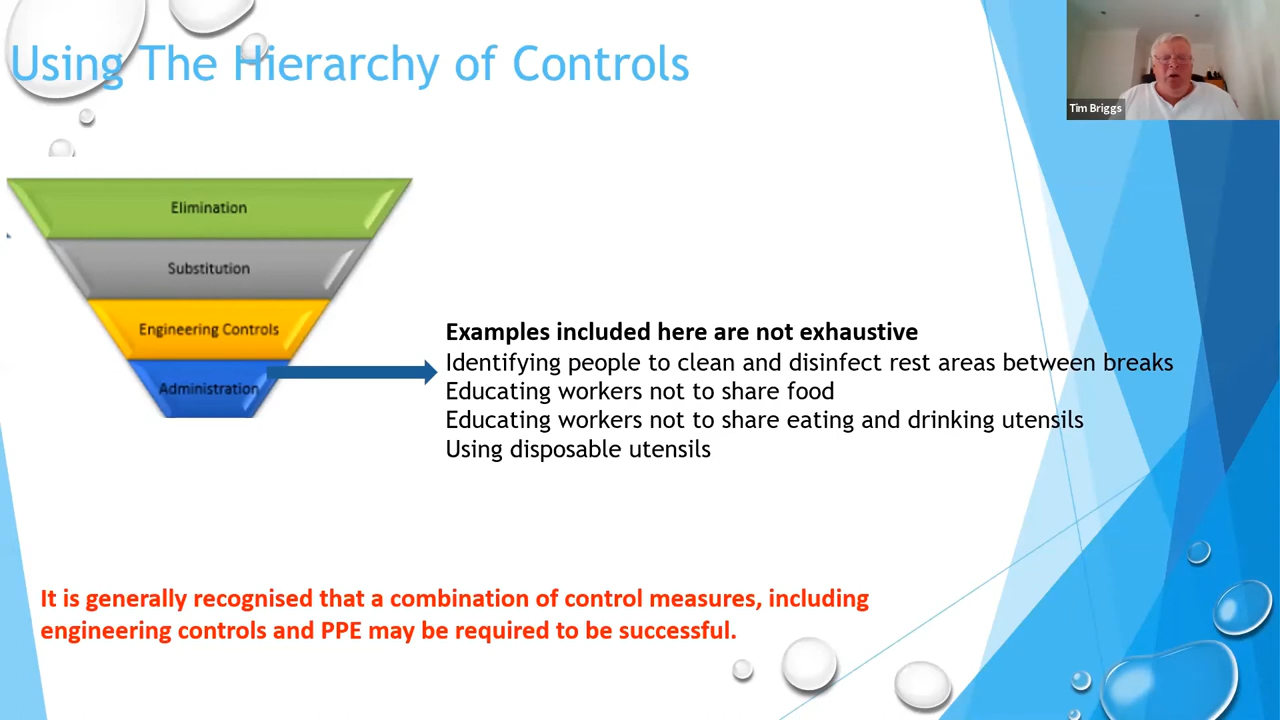 Using The Hierarchy of Controls
Tim Briggs
Elimination
Substitution
Engineering Controls
Administration
Examples included here are not exhaustive
Identifying people to clean and disinfect rest areas between breaks
Educating workers not to share food
Educating workers not to share eating and drinking utensils
Using disposable utensils
It is generally recognised that a combination of control measures, including
engineering controls and PPE may be required to be successful.